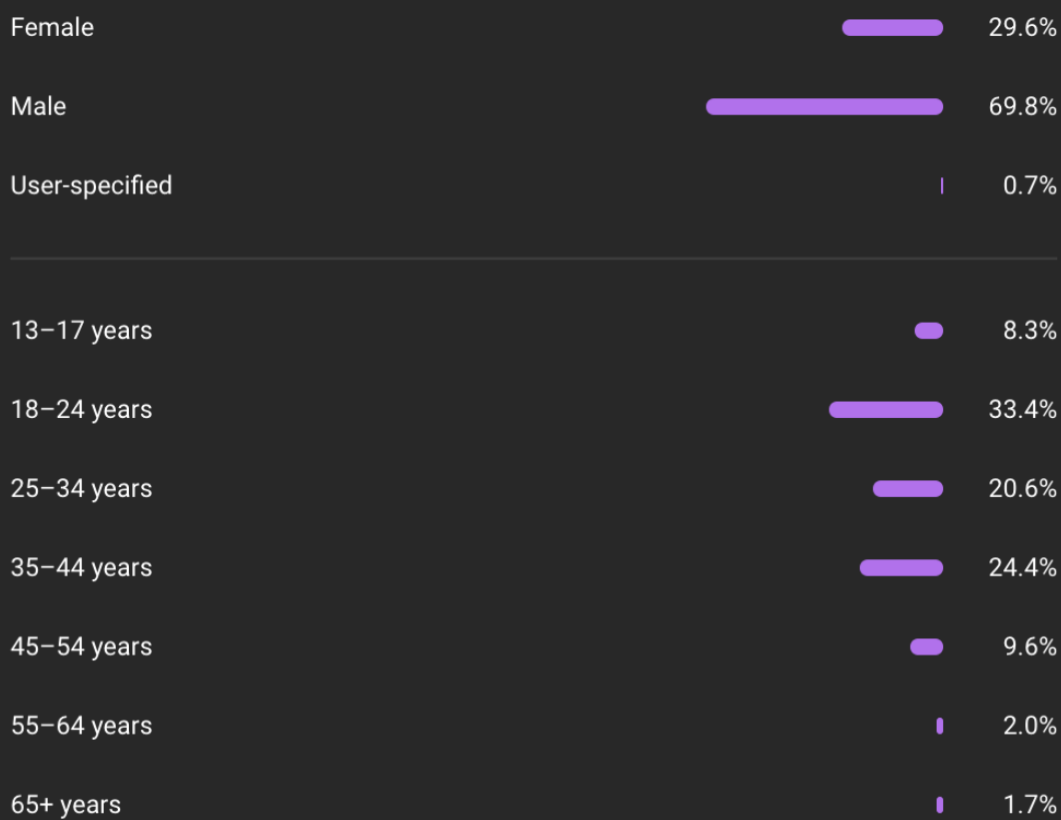 Female 29.6%
Male 69.8%
User-specified 0.7%
13–17 years 8.3%
18–24 years 33.4%
25–34 years 20.6%
35–44 years 24.4%
45–54 years 9.6%
55–64 years 2.0%
65+ years 1.7%